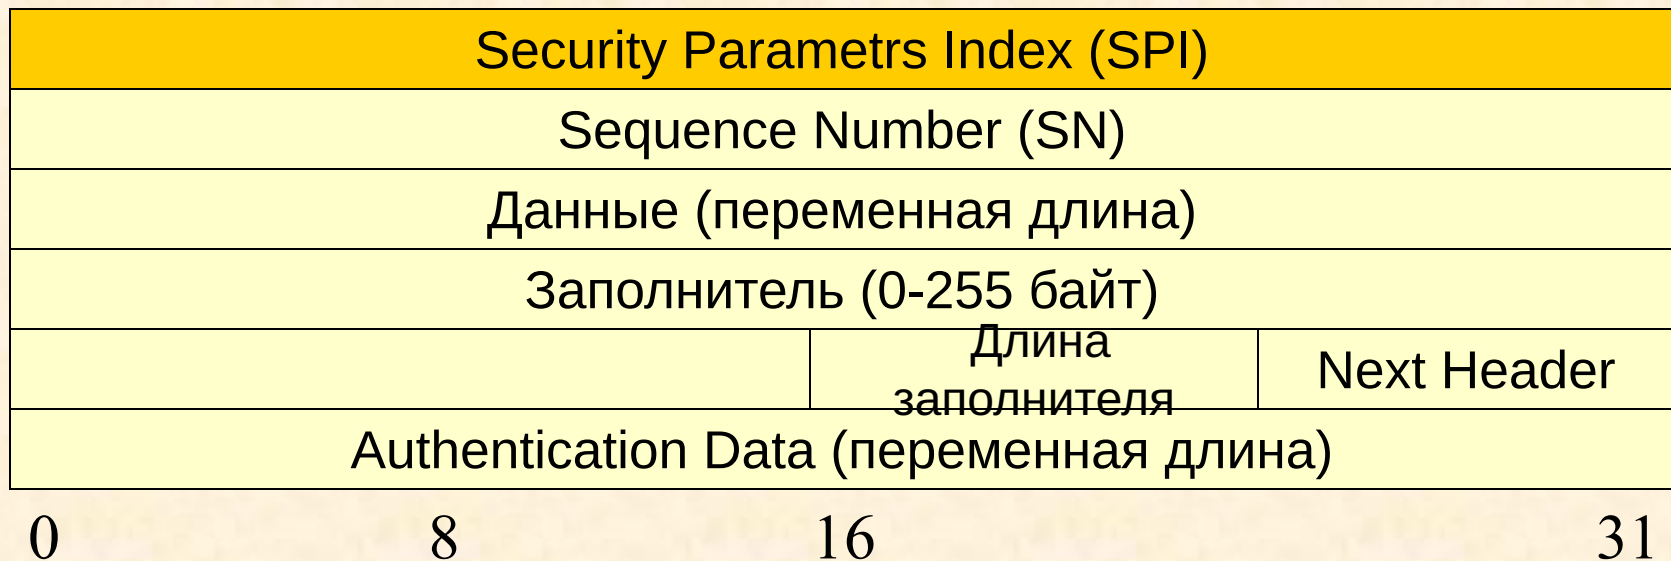 Security Parametrs Index (SPI)
Sequence Number (SN)
Данные (переменная длина)
Заполнитель (0-255 байт)
Длина
заполнителя
Next Header
Authentication Data (переменная длина)
0 8 16 31